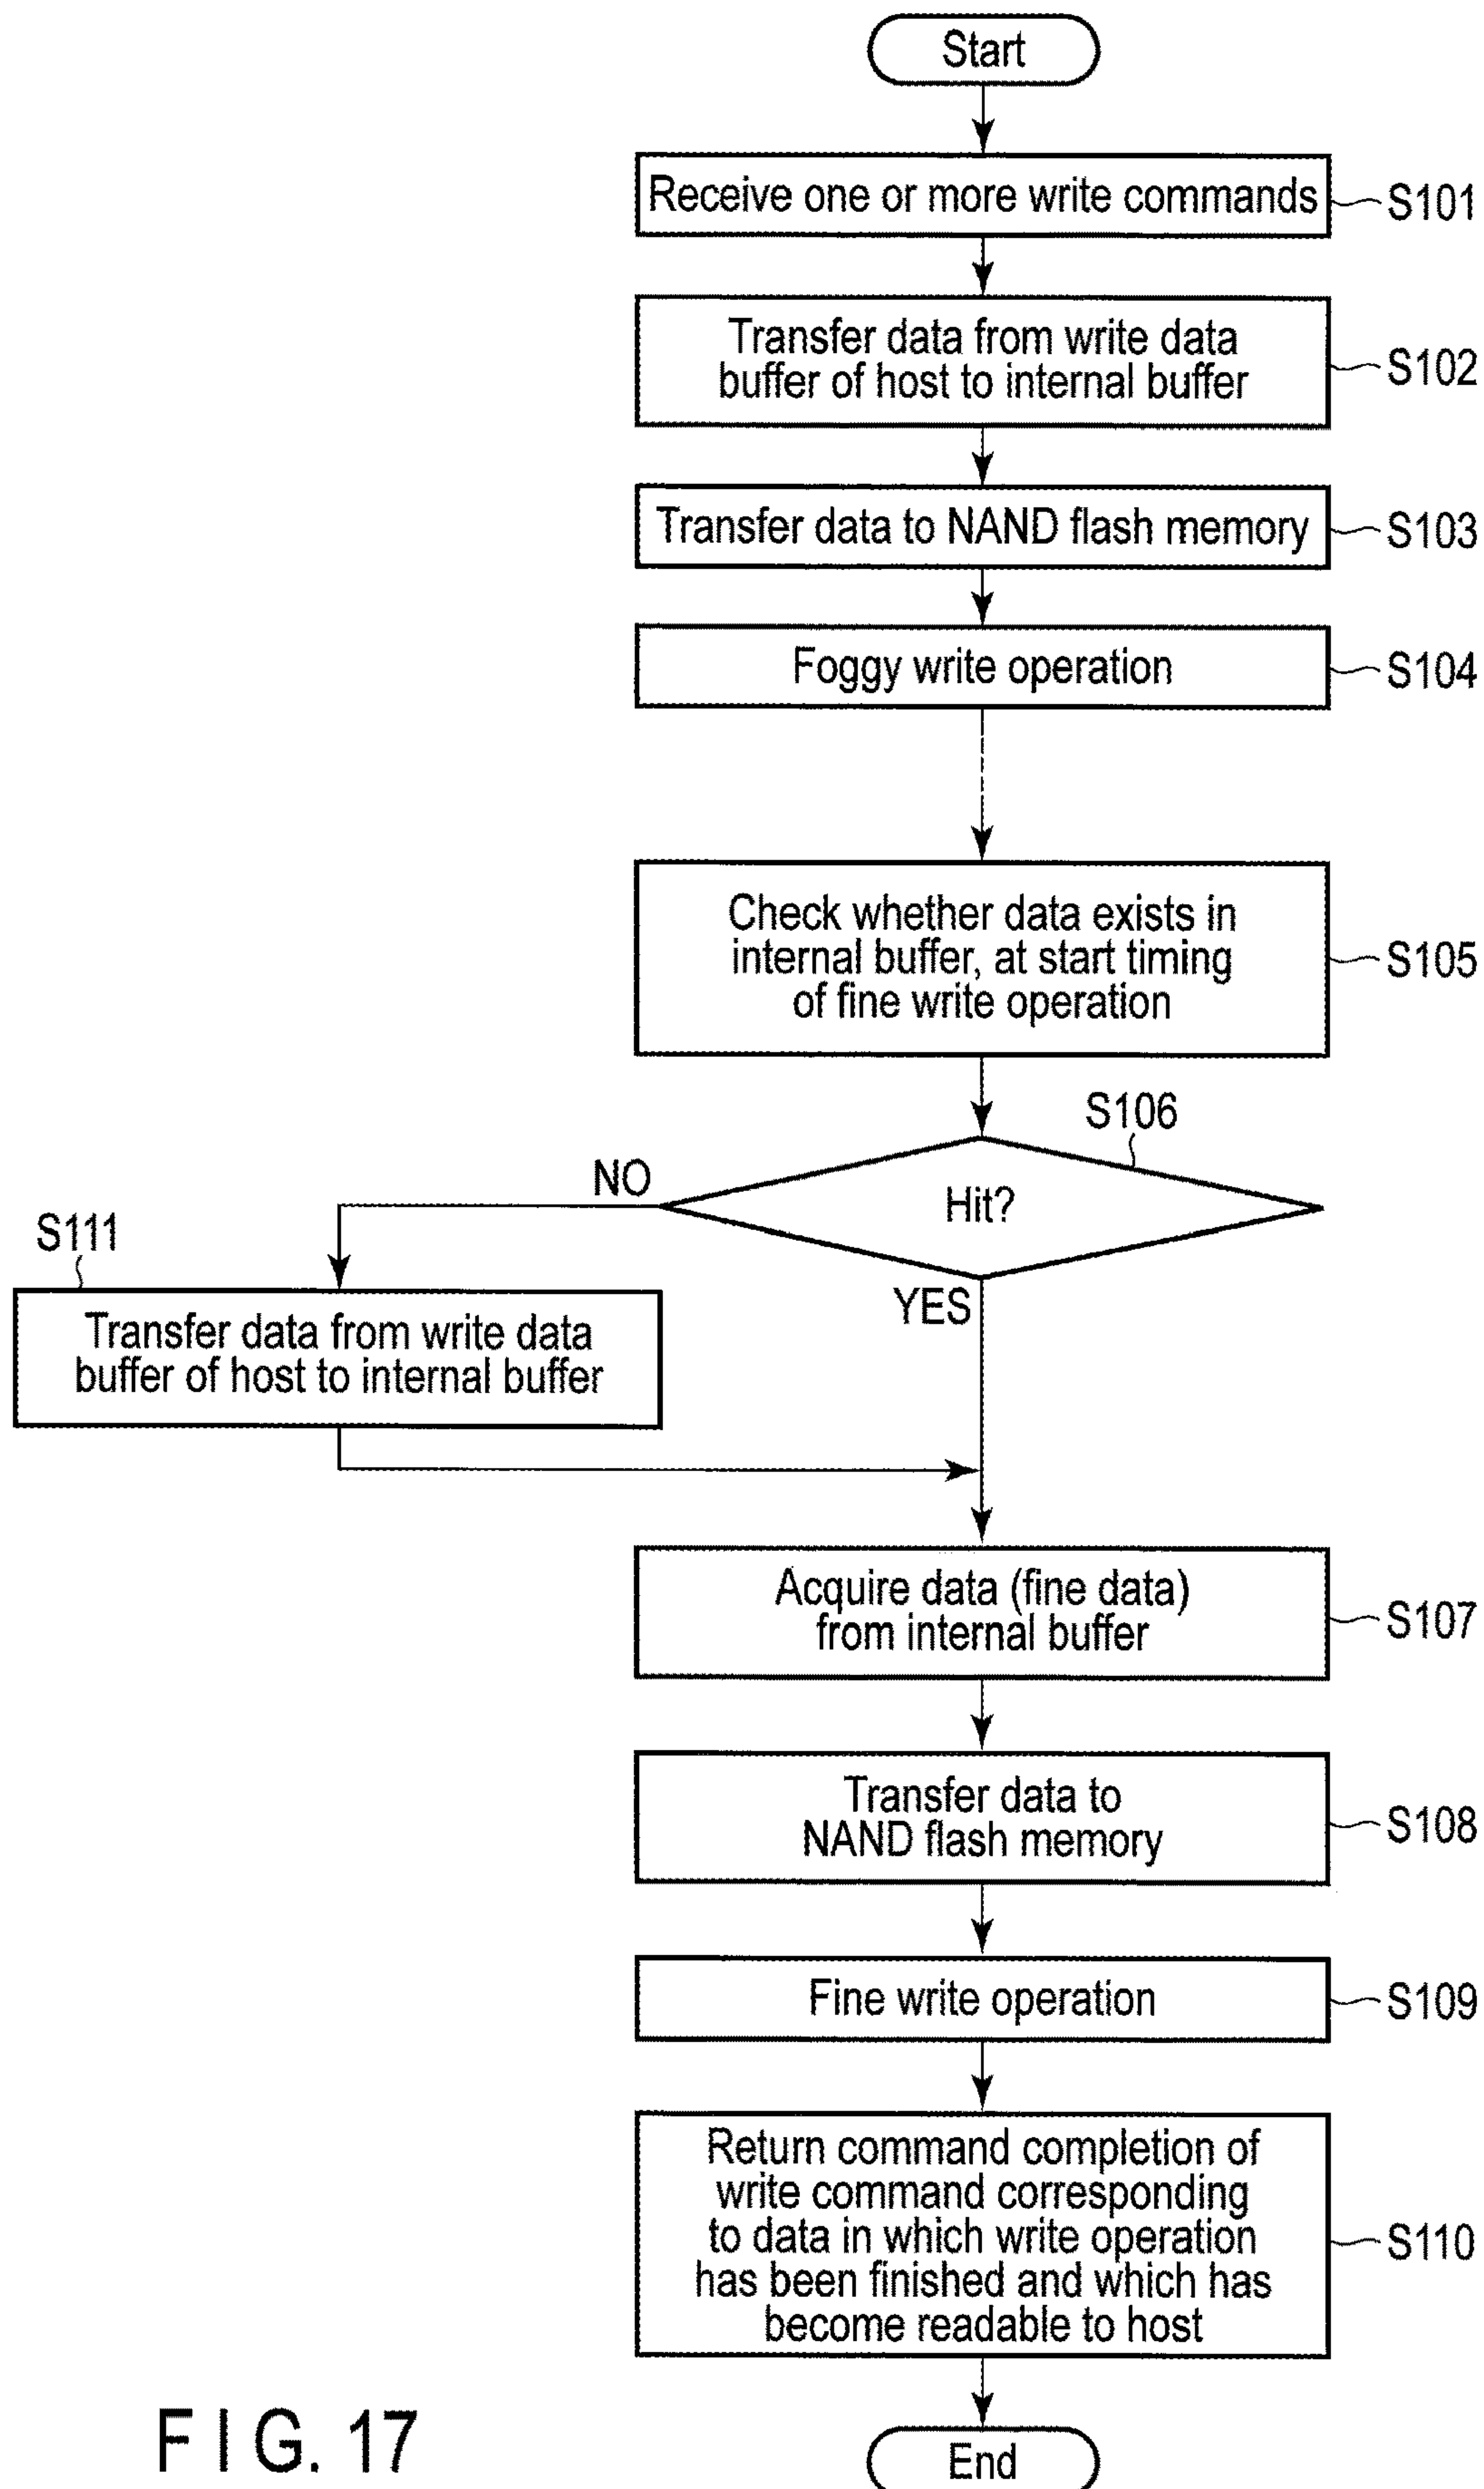 Start
Receive one or more write commands
S101
Transfer data from write data
buffer of host to internal buffer
S102
Transfer data to NAND flash memory
S103
Foggy write operation
S104
Check whether data exists in
internal buffer, at start timing
of fine write operation
S105
S106
Hit?
NO
YES
S111
Transfer data from write data
buffer of host to internal buffer
Acquire data (fine data)
from internal buffer
S107
Transfer data to
NAND flash memory
S108
Fine write operation
S109
Return command completion of
write command corresponding
to data in which write operation
has been finished and which has
become readable to host
S110
End
FIG. 17